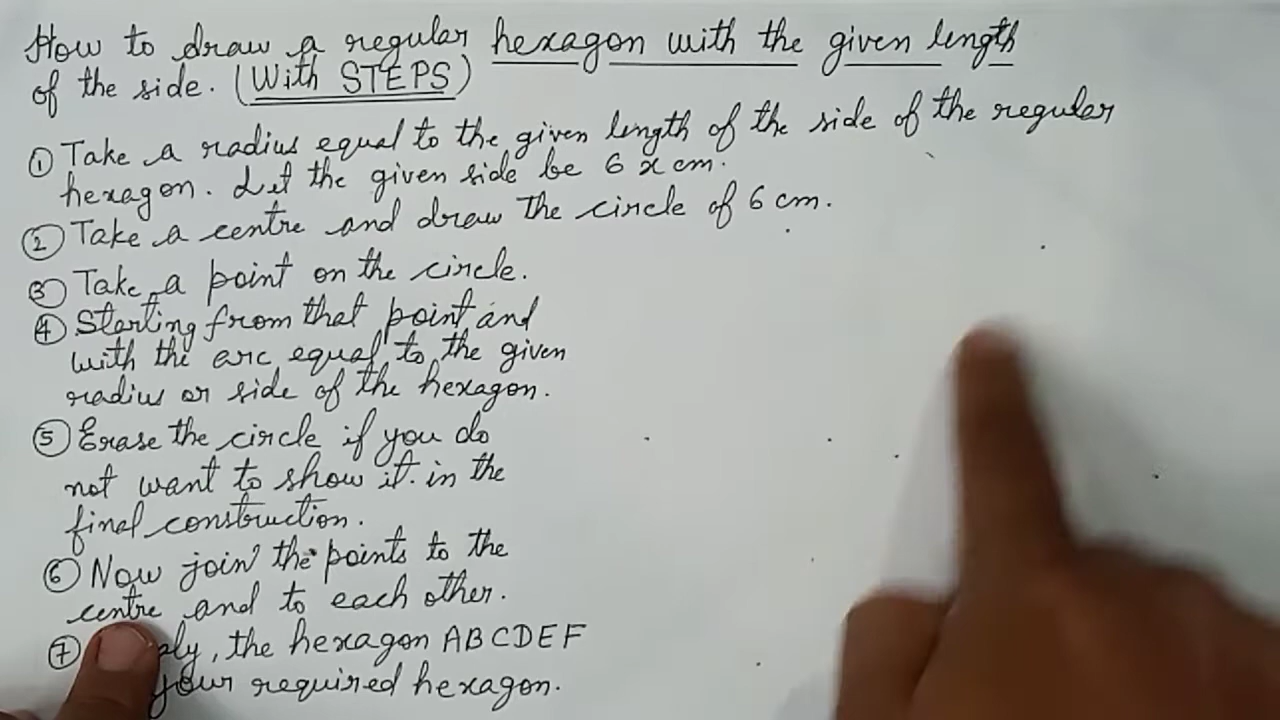 How to draw a regular hexagon with the given length
of the side. (With STEPS)
① Take a radius equal to the given length of the side of the regular
hexagon. Let the given side be 6 x cm.
② Take a centre and draw the circle of 6 cm.
③ Take a point on the circle.
④ Starting from that point and
with the arc equal to the given
radius or side of the hexagon.
⑤ Erase the circle if you do
not want to show it in the
final construction.
⑥ Now join the points to the
centre and to each other.
⑦ the hexagon ABCDEF
your required hexagon.